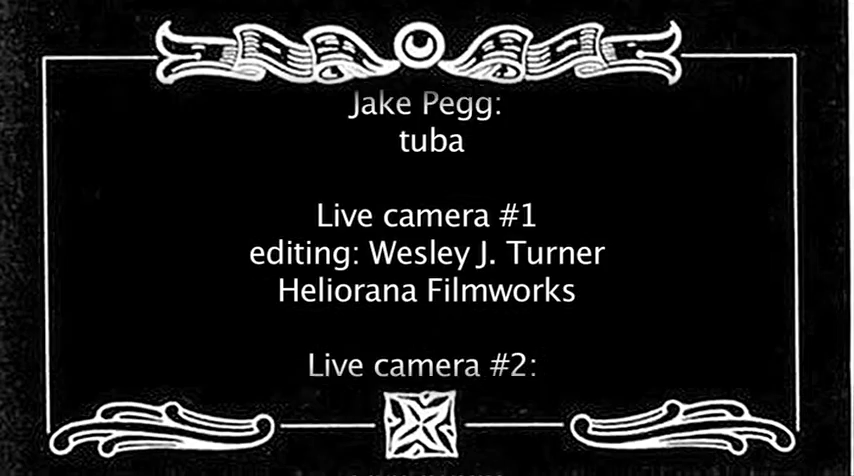 Jake Pegg:
tuba
Live camera #1
editing: Wesley J. Turner
Heliorana Filmworks
Live camera #2: